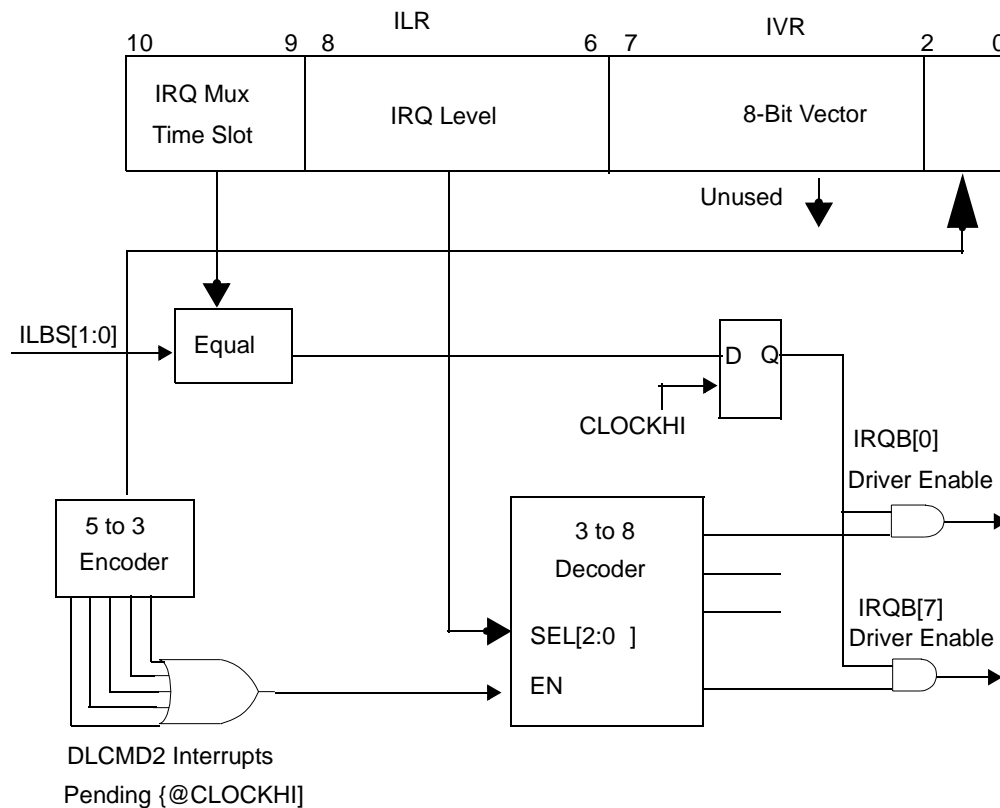 ILR IVR
10 9 8 6 7 2 0
IRQ Mux
Time Slot
IRQ Level
8-Bit Vector
Unused
ILBS[1:0]
Equal
D Q
CLOCKHI
IRQB[0]
Driver Enable
5 to 3
Encoder
3 to 8
Decoder
SEL[2:0 ]
EN
IRQB[7]
Driver Enable
DLCMD2 Interrupts
Pending {@CLOCKHI]